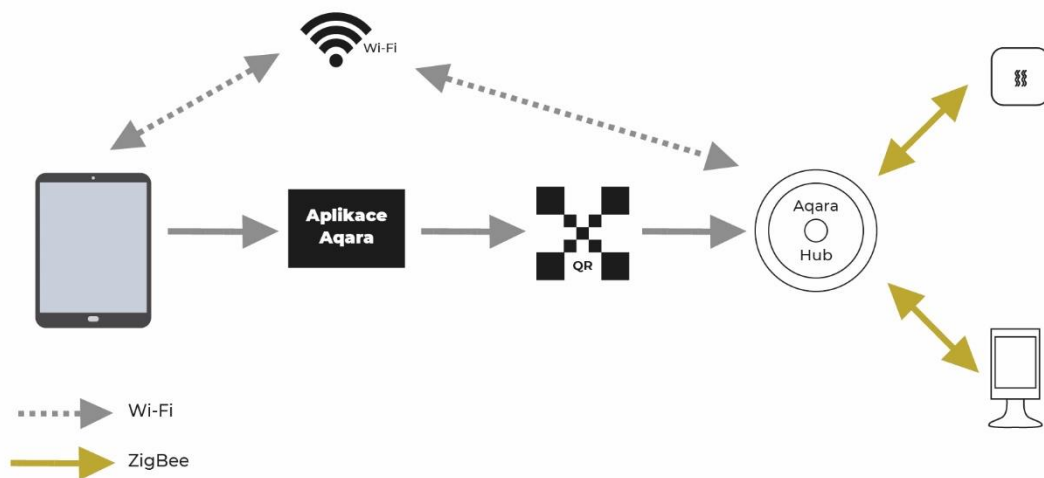 Wi-Fi
Aplikace
Aqara
QR
Aqara
Hub
Wi-Fi
ZigBee